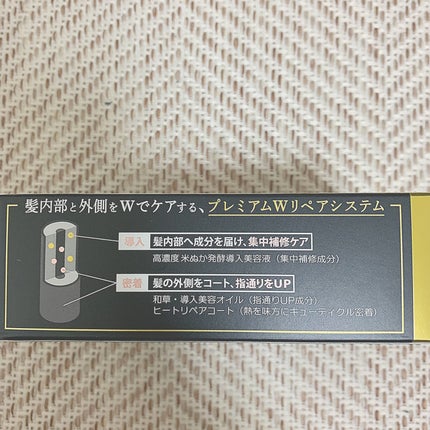 髪内部と外側をWでケアする、プレミアムWリペアシステム
導入 髪内部へ成分を届け、集中補修ケア
高濃度 米ぬか発酵導入美容液（集中補修成分）
密着 髪の外側をコート、指通りをUP
和草・導入美容オイル（指通りUP成分）
ヒートリペアコート（熱を味方にキューティクル密着）